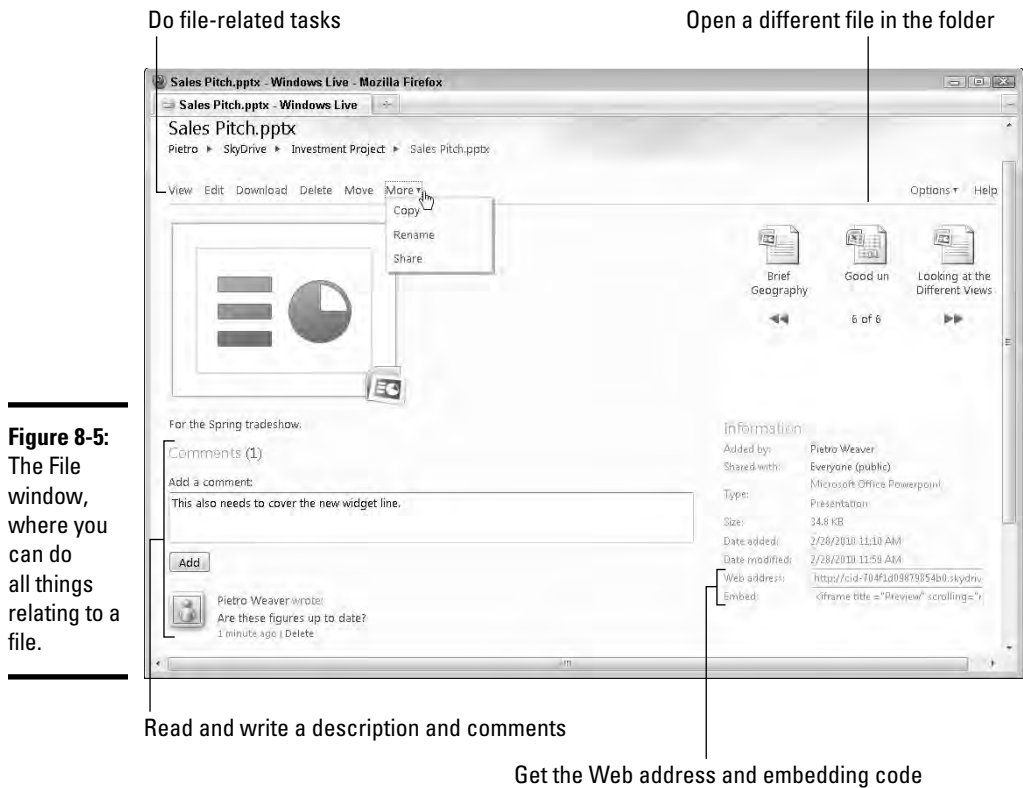 Do file-related tasks
Open a different file in the folder
Sales Pitch.pptx - Windows Live - Mozilla Firefox
Sales Pitch.pptx - Windows Live
Sales Pitch.pptx
Pietro ▸ SkyDrive ▸ Investment Project ▸ Sales Pitch.pptx
View Edit Download Delete Move More
Options Help
Copy
Rename
Share
Brief Geography
Good un
Looking at the Different Views
6 of 6
For the Spring tradeshow.
Comments (1)
Add a comment:
This also needs to cover the new widget line.
Add
Pietro Weaver wrote:
Are these figures up to date?
1 minute ago | Delete
Information
Added by: Pietro Weaver
Shared with: Everyone (public)
Type: Microsoft Office Powerpoint Presentation
Size: 34.8 KB
Date added: 2/28/2010 11:10 AM
Date modified: 2/28/2010 11:50 AM
Web address: http://cid-704f1d09879854b0.skydriv
Embed: <iframe title ="Preview" scrolling="
Figure 8-5:
The File
window,
where you
can do
all things
relating to a
file.
Read and write a description and comments
Get the Web address and embedding code